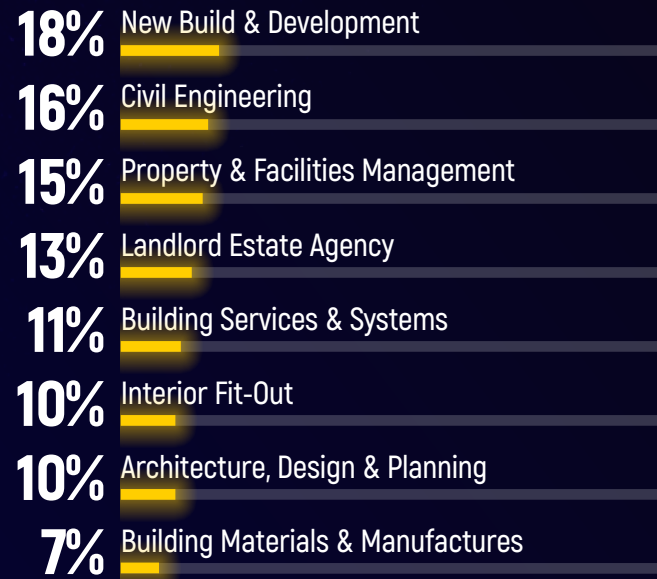 18% New Build & Development
16% Civil Engineering
15% Property & Facilities Management
13% Landlord Estate Agency
11% Building Services & Systems
10% Interior Fit-Out
10% Architecture, Design & Planning
7% Building Materials & Manufactures